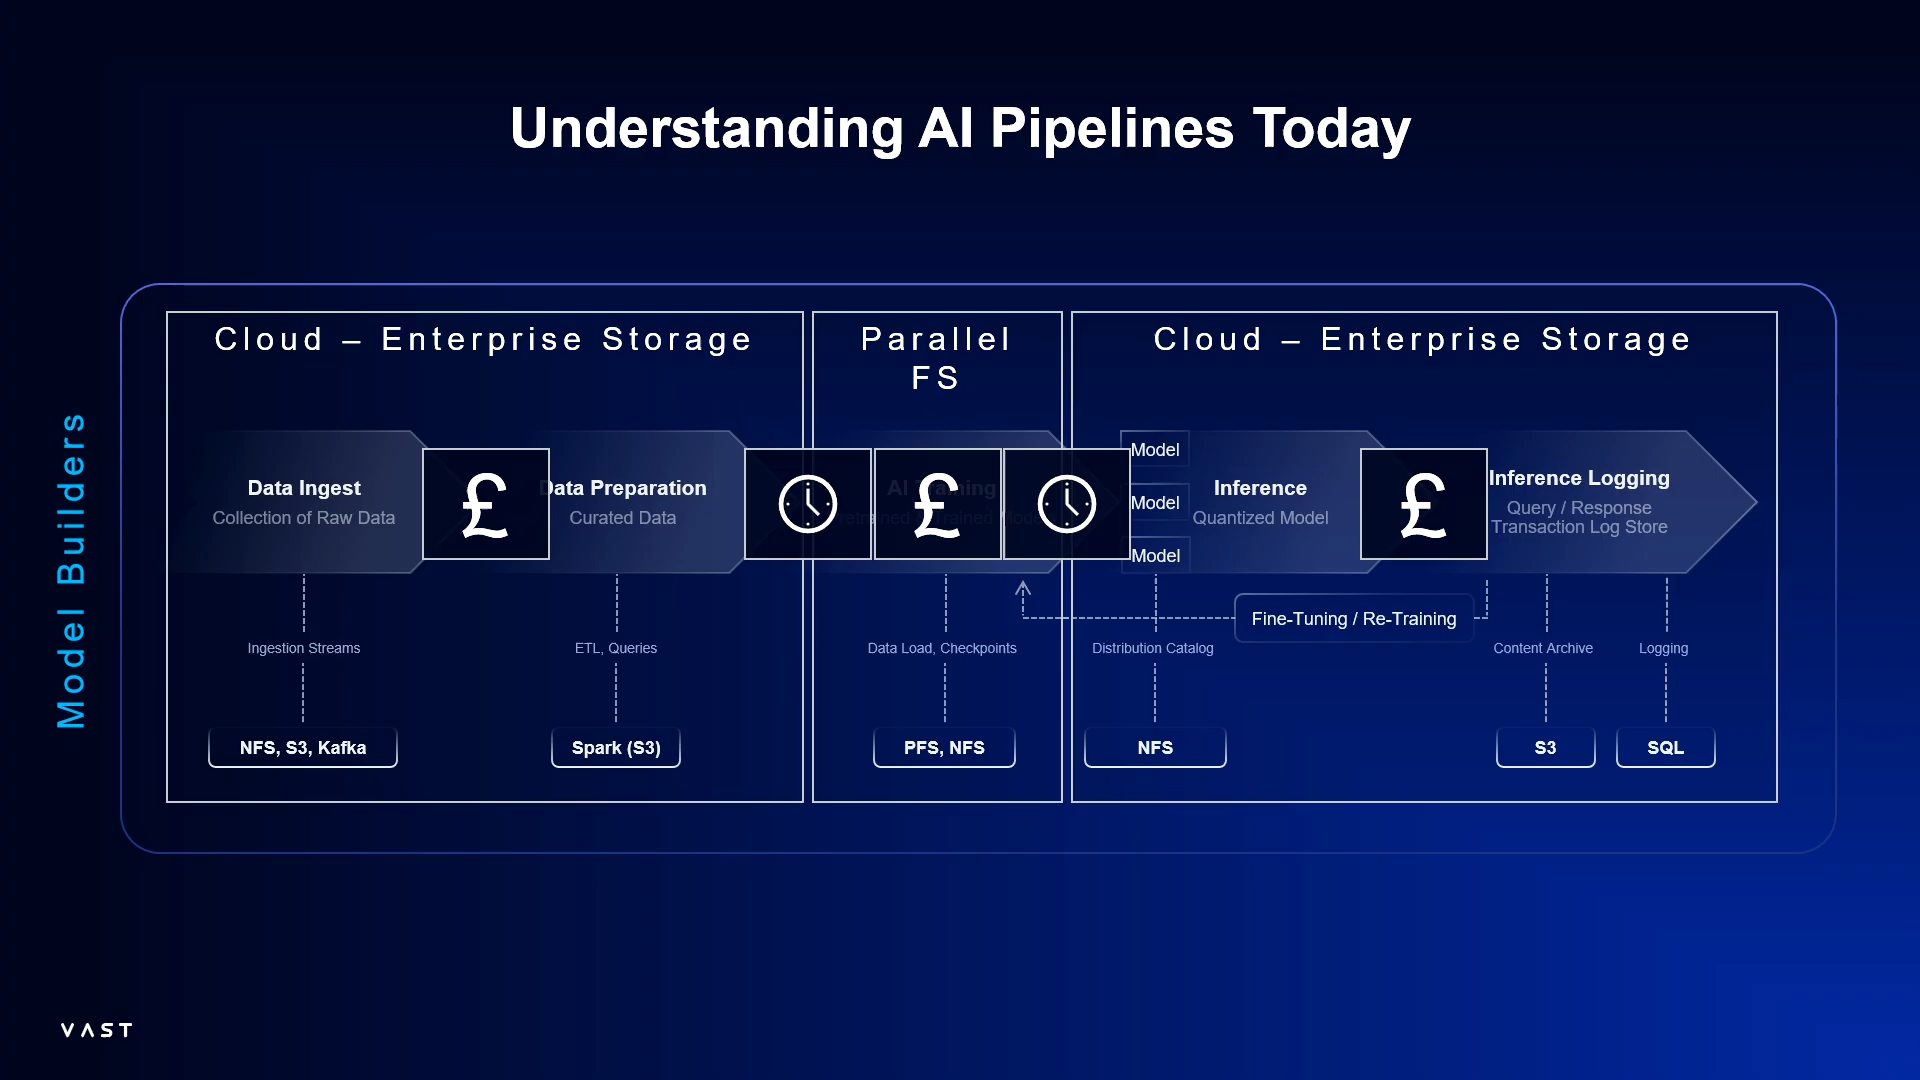 Understanding AI Pipelines Today
Model Builders
Cloud – Enterprise Storage
Parallel
FS
Cloud – Enterprise Storage
Data Ingest
Collection of Raw Data
£
Data Preparation
Curated Data
AI Training
£
Model
Model
Model
Inference
Quantized Model
£
Inference Logging
Query / Response
Transaction Log Store
Fine-Tuning / Re-Training
Ingestion Streams
ETL, Queries
Data Load, Checkpoints
Distribution Catalog
Content Archive
Logging
NFS, S3, Kafka
Spark (S3)
PFS, NFS
NFS
S3
SQL
VAST